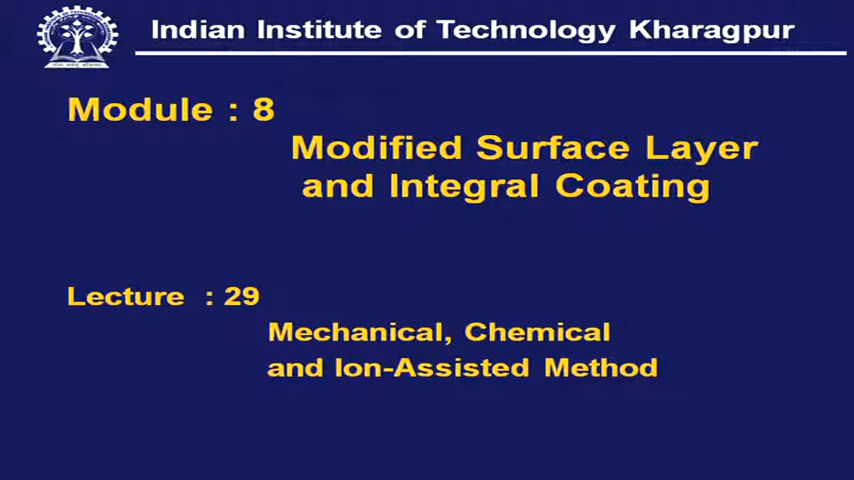 Indian Institute of Technology Kharagpur
Module : 8
Modified Surface Layer
and Integral Coating
Lecture : 29
Mechanical, Chemical
and Ion-Assisted Method